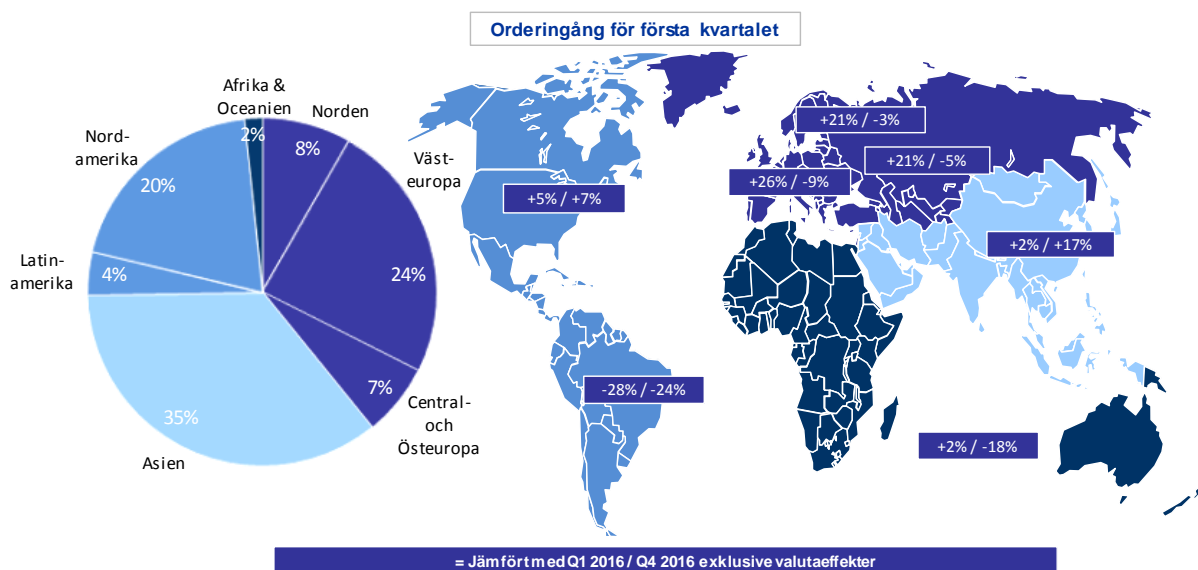 Orderingång för första kvartalet
Afrika &
Oceanien
Norden
2%
8%
Nord-
amerika
20%
Väst-
europa
24%
Latin-
amerika
4%
7%
35%
Asien
Central-
och
Östeuropa
+21% / -3%
+21% / -5%
+26% / -9%
+5% / +7%
+2% / +17%
-28% / -24%
+2% / -18%
= Jämfört med Q1 2016 / Q4 2016 exklusive valutaeffekter